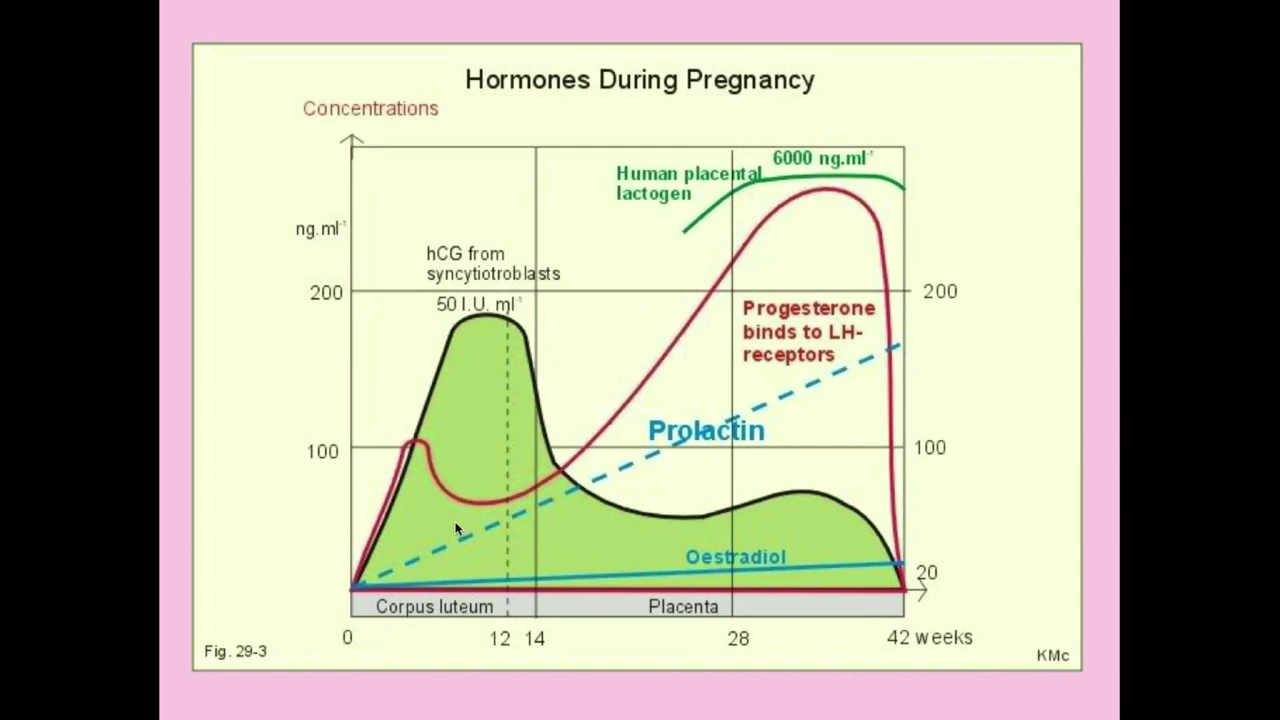 Hormones During Pregnancy
Concentrations
6000 ng.ml⁻¹
Human placental
lactogen
ng.ml⁻¹
hCG from
syncytiotroblasts
50 I.U. ml⁻¹
200
200
Progesterone
binds to LH-
receptors
Prolactin
100
100
Oestradiol
20
Corpus luteum
Placenta
0
12
14
28
42 weeks
Fig. 29-3
KMc